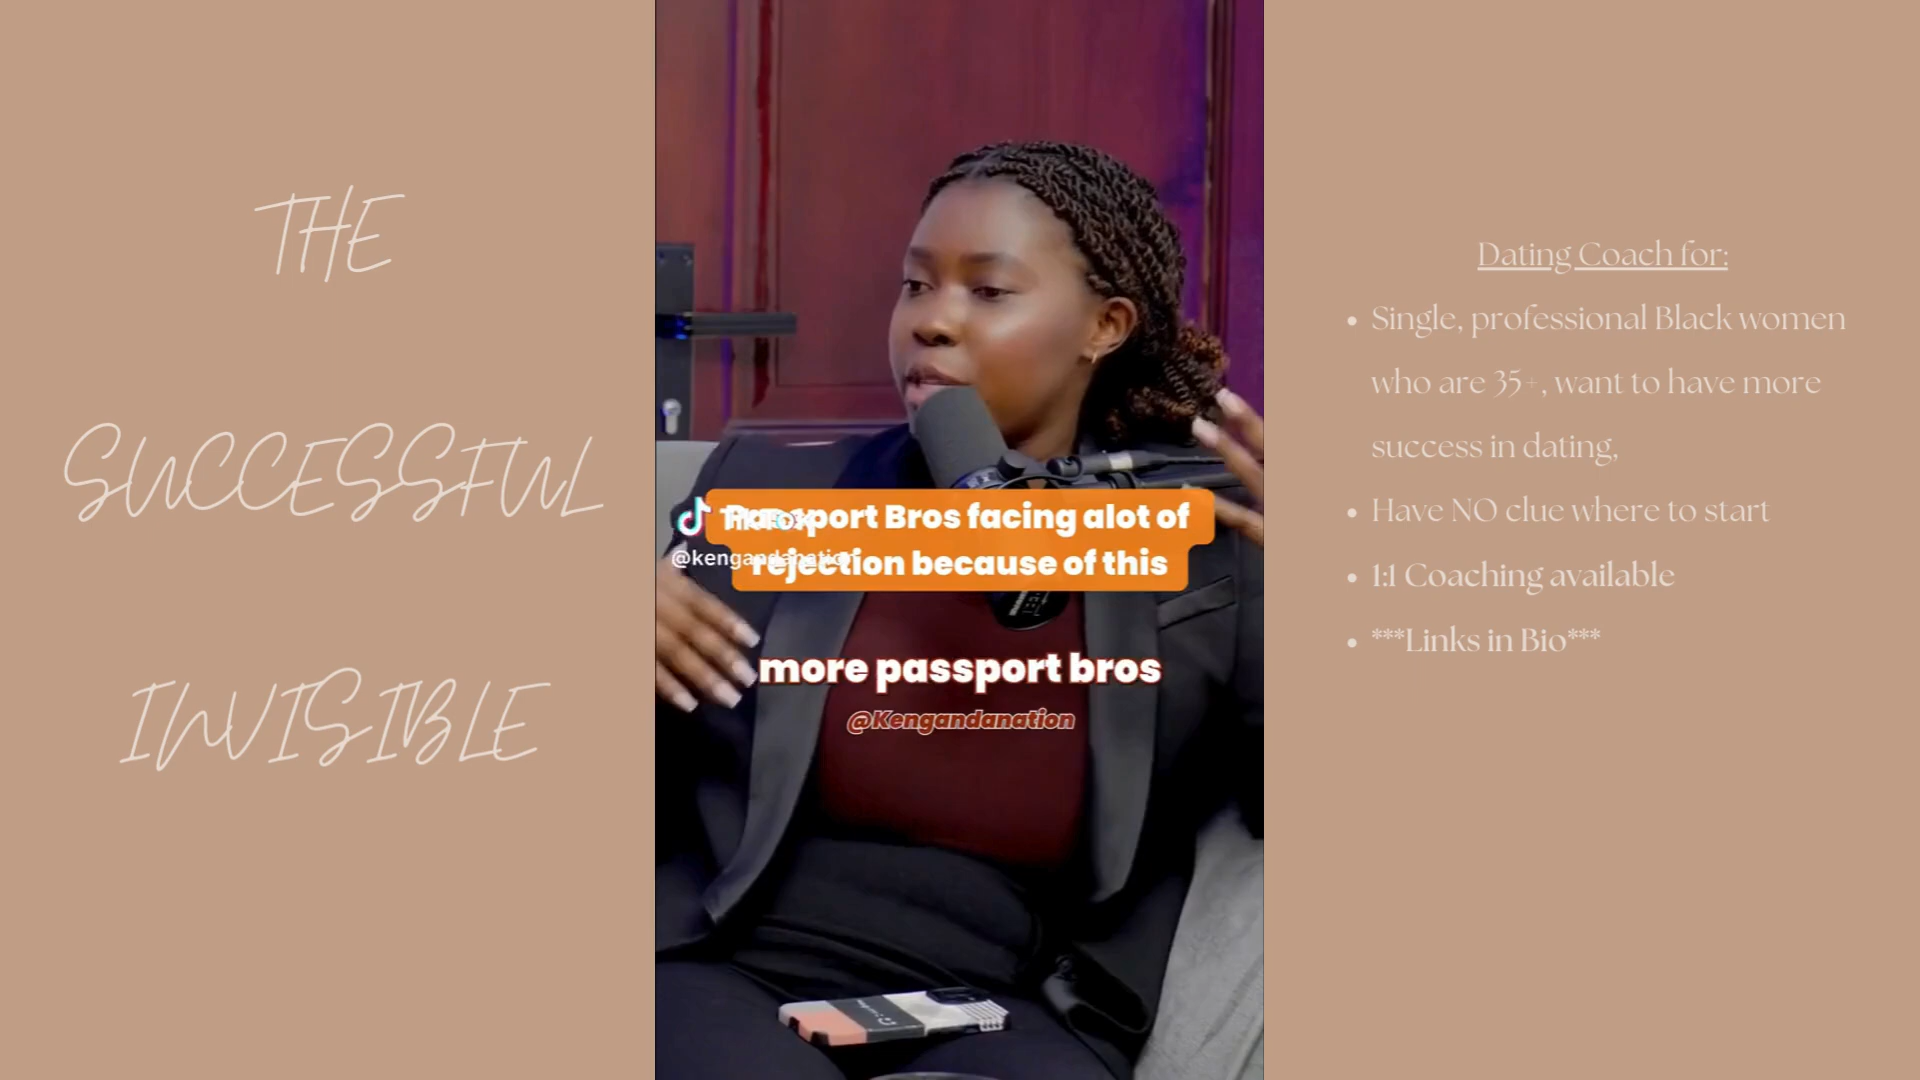 THE
SUCCESSFUL
INVISIBLE
TikTok
@kengandanation
Passport Bros facing alot of
rejection because of this
more passport bros
@Kengandanation
Dating Coach for:
• Single, professional Black women
who are 35+, want to have more
success in dating,
• Have NO clue where to start
• 1:1 Coaching available
• ***Links in Bio***